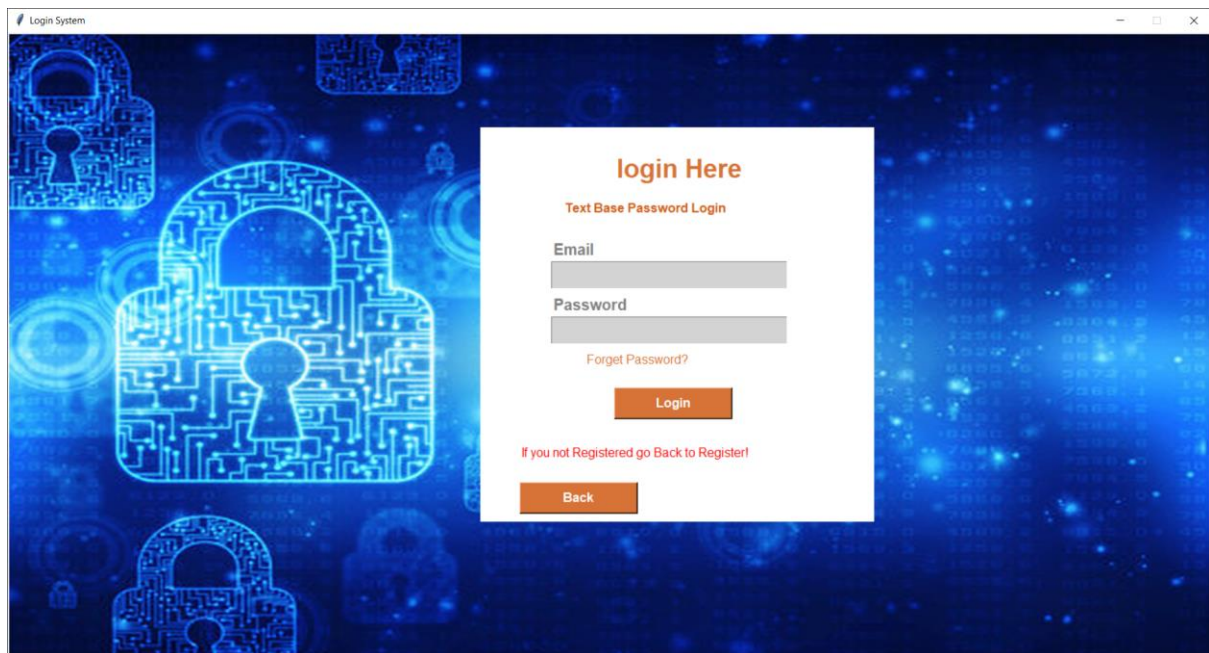 Login System
login Here
Text Base Password Login
Email
Password
Forget Password?
Login
If you not Registered go Back to Register!
Back